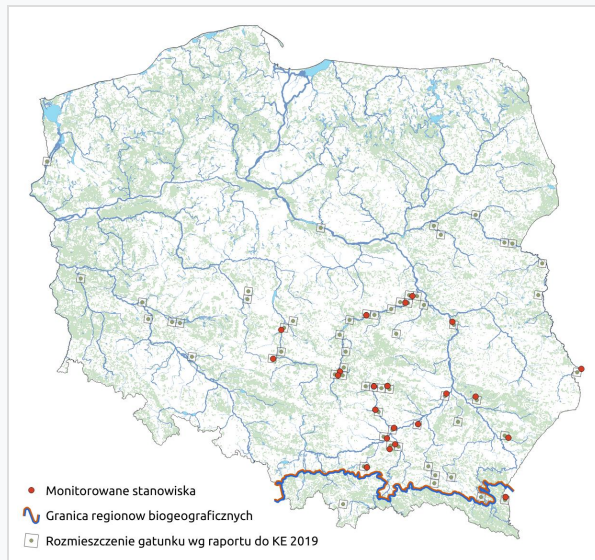 Monitorowane stanowiska
Granica regionow biogeograficznych
Rozmieszczenie gatunku wg raportu do KE 2019